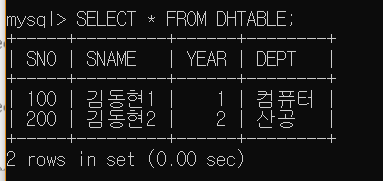 mysql> SELECT * FROM DHTABLE;
+-----+---------+------+--------+
| SNO | SNAME | YEAR | DEPT |
+-----+---------+------+--------+
| 100 | 김동현1 | 1 | 컴퓨터 |
| 200 | 김동현2 | 2 | 산공 |
+-----+---------+------+--------+
2 rows in set (0.00 sec)